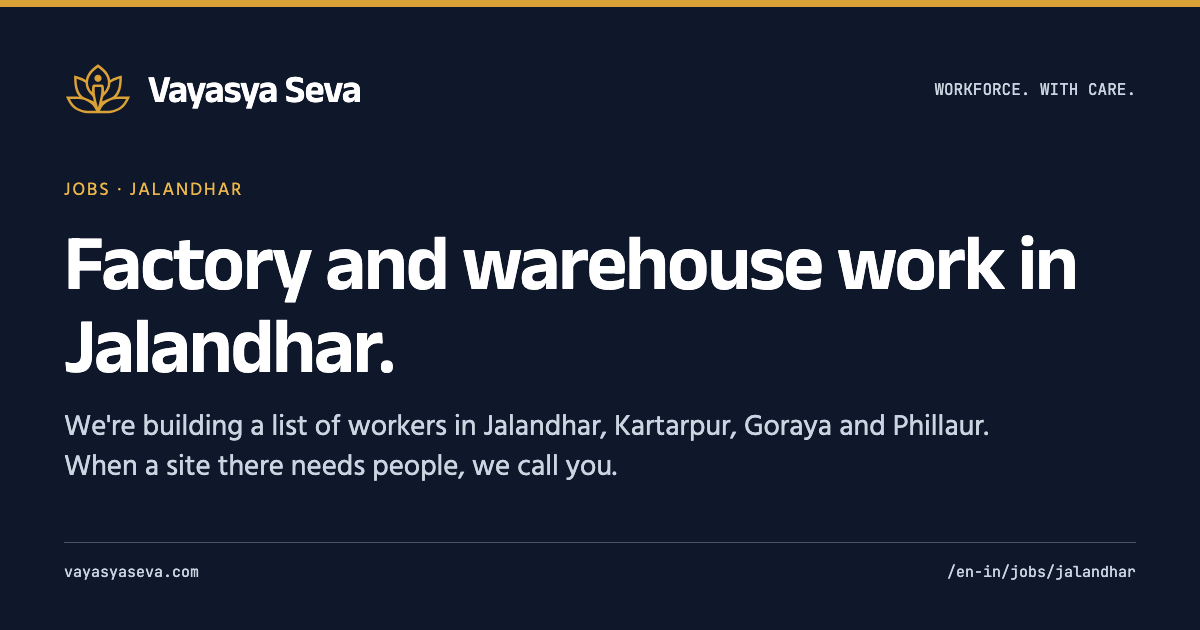 Vayasya Seva
WORKFORCE. WITH CARE.
JOBS · JALANDHAR
Factory and warehouse work in
Jalandhar.
We're building a list of workers in Jalandhar, Kartarpur, Goraya and Phillaur.
When a site there needs people, we call you.
vayasyaseva.com
/en-in/jobs/jalandhar